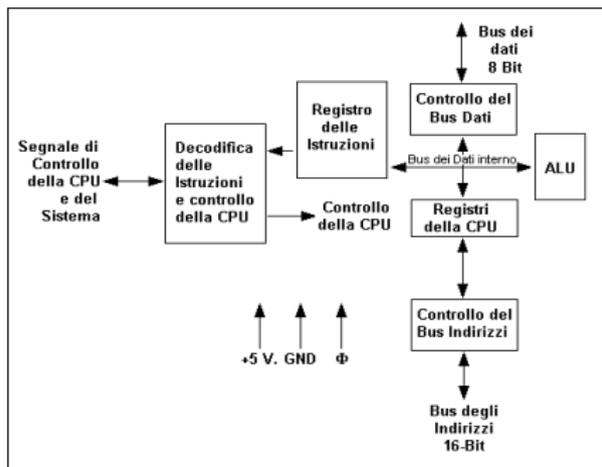 Bus dei
dati
8 Bit
Controllo del
Bus Dati
Registro
delle
Istruzioni
Bus dei Dati interno
ALU
Segnale di
Controllo
della CPU
e del
Sistema
Decodifica
delle
Istruzioni
e controllo
della CPU
Controllo
della CPU
Registri
della CPU
Controllo del
Bus Indirizzi
+5 V. GND Φ
Bus degli
Indirizzi
16-Bit